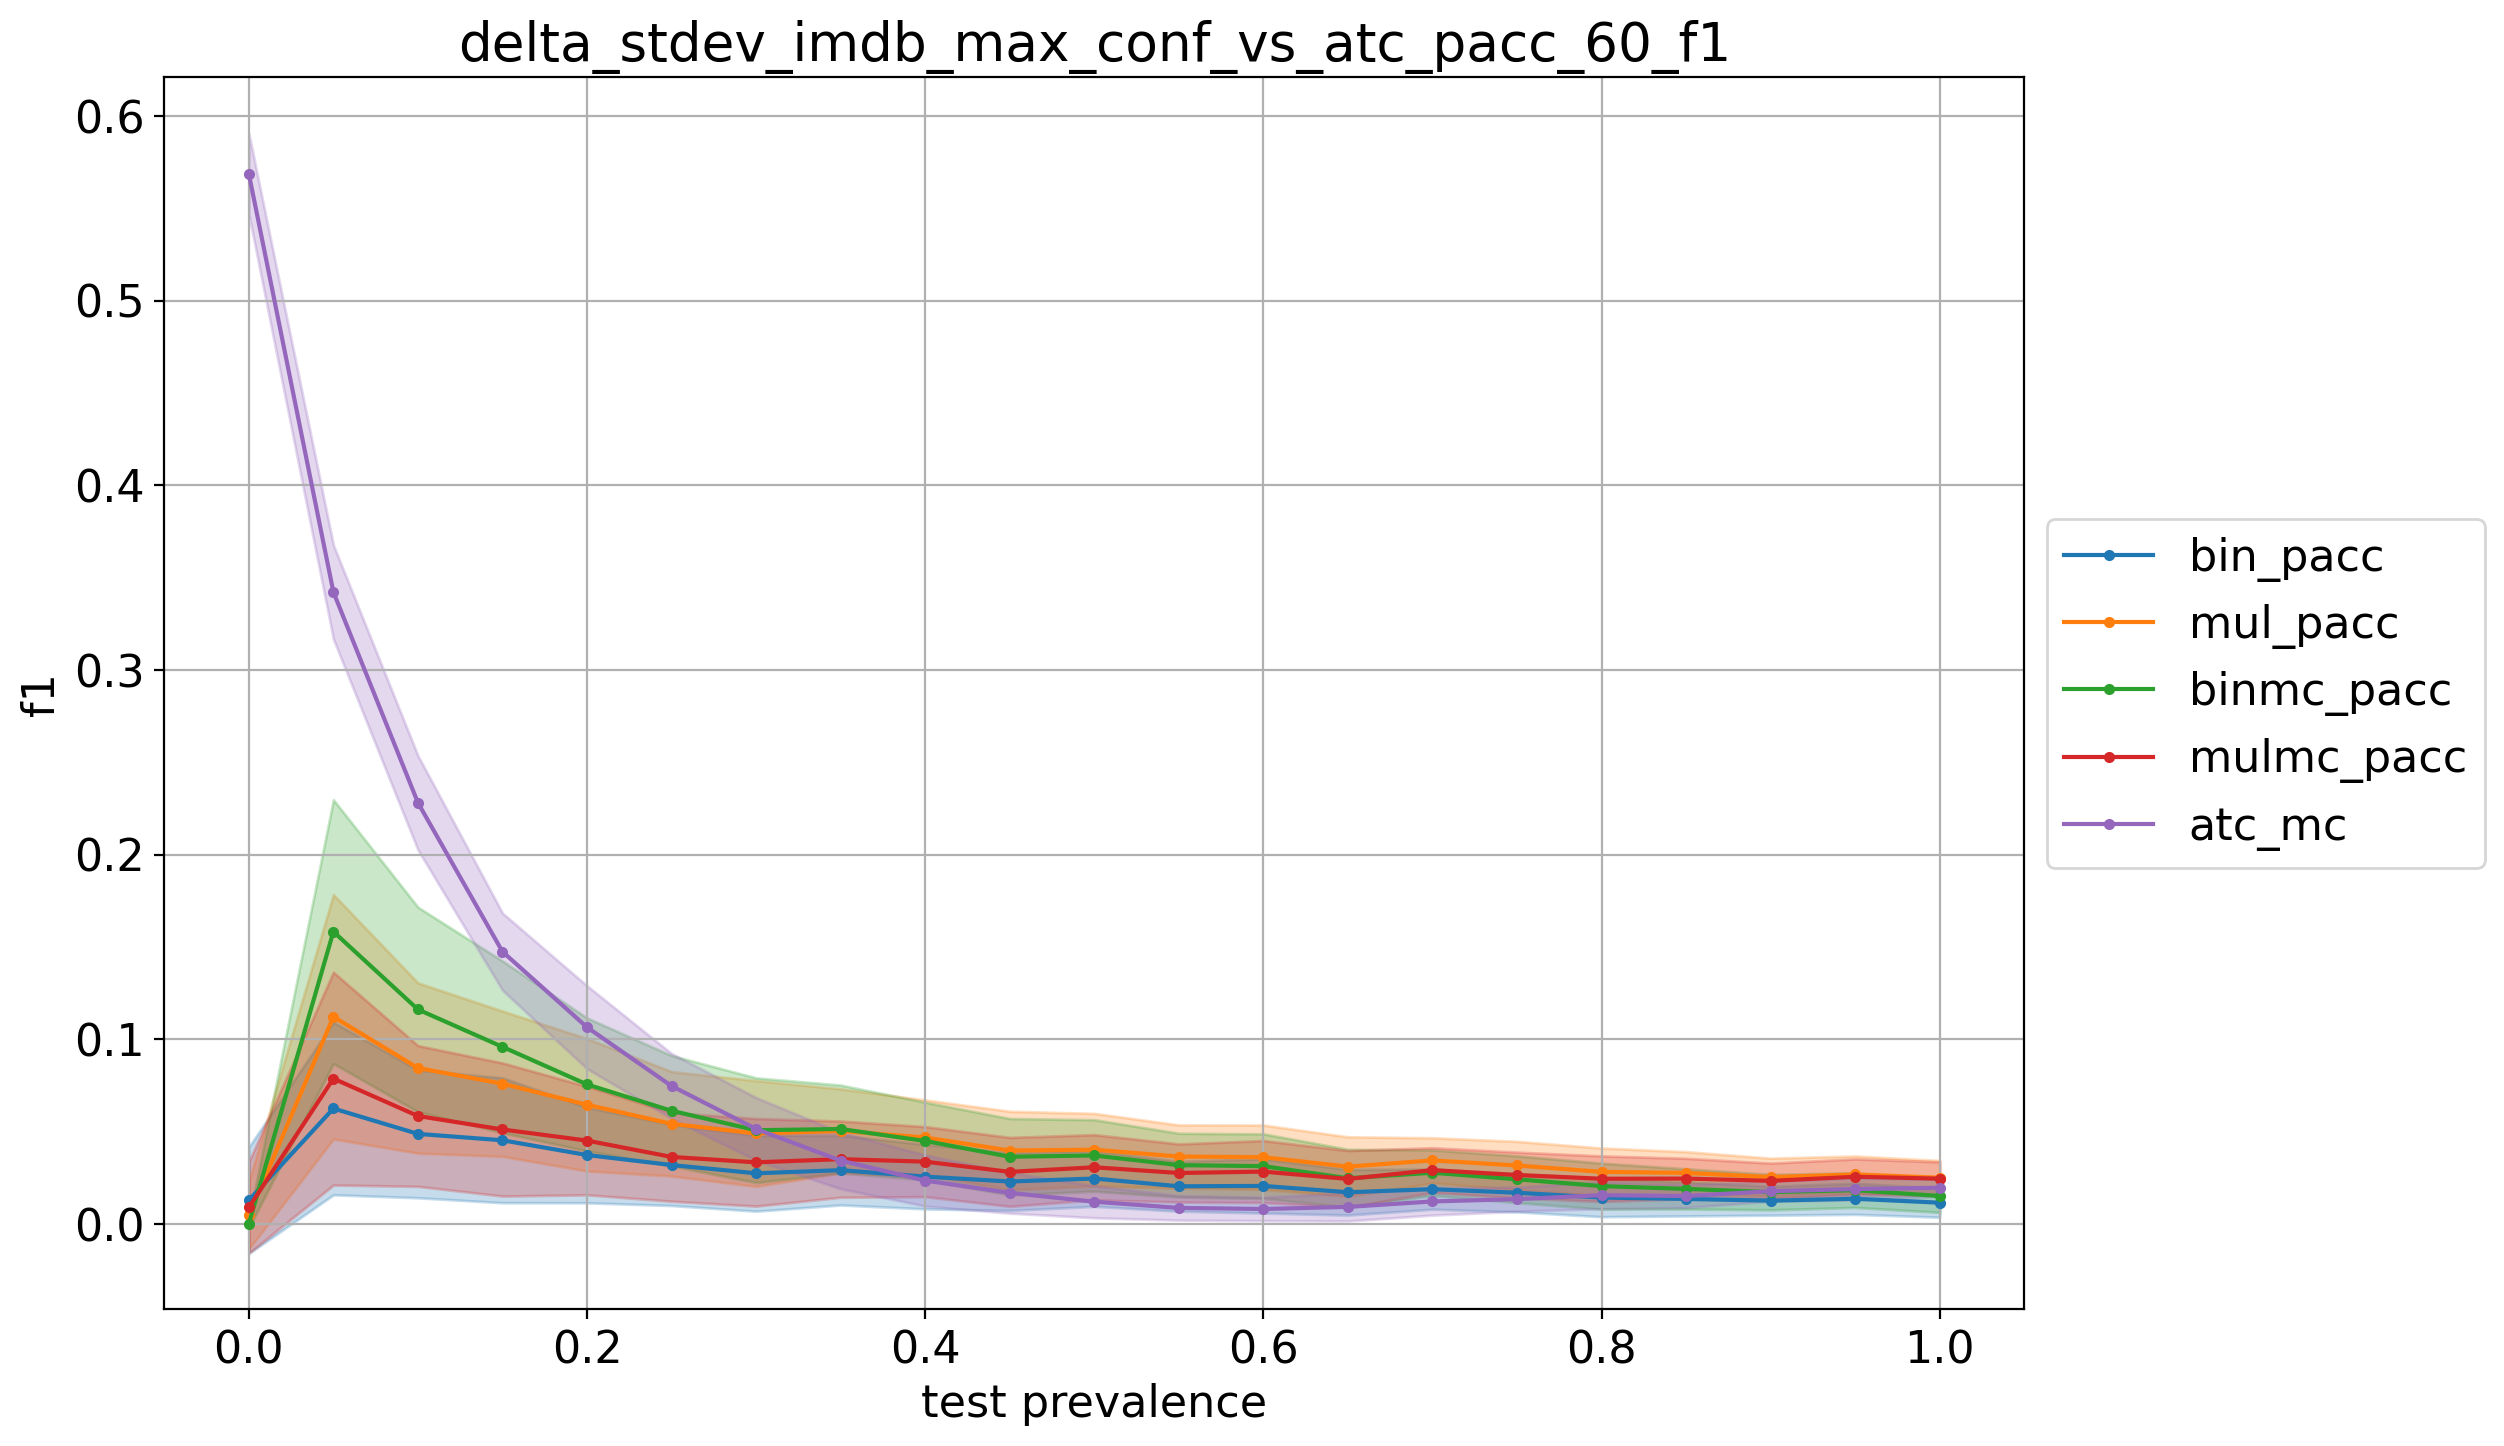 delta_stdev_imdb_max_conf_vs_atc_pacc_60_f1
0.6
0.5
0.4
0.3
0.2
0.1
0.0
f1
0.0 0.2 0.4 0.6 0.8 1.0
test prevalence
bin_pacc
mul_pacc
binmc_pacc
mulmc_pacc
atc_mc